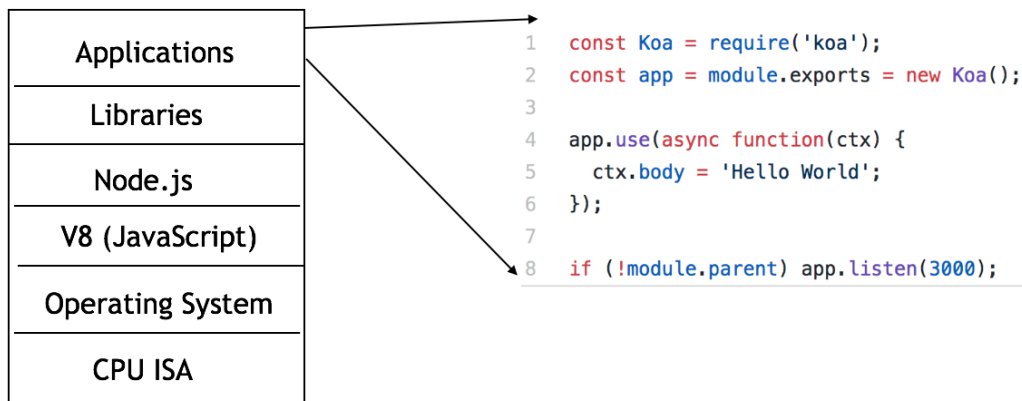 Applications
Libraries
Node.js
V8 (JavaScript)
Operating System
CPU ISA
1 const Koa = require('koa');
2 const app = module.exports = new Koa();
3
4 app.use(async function(ctx) {
5   ctx.body = 'Hello World';
6 });
7
8 if (!module.parent) app.listen(3000);